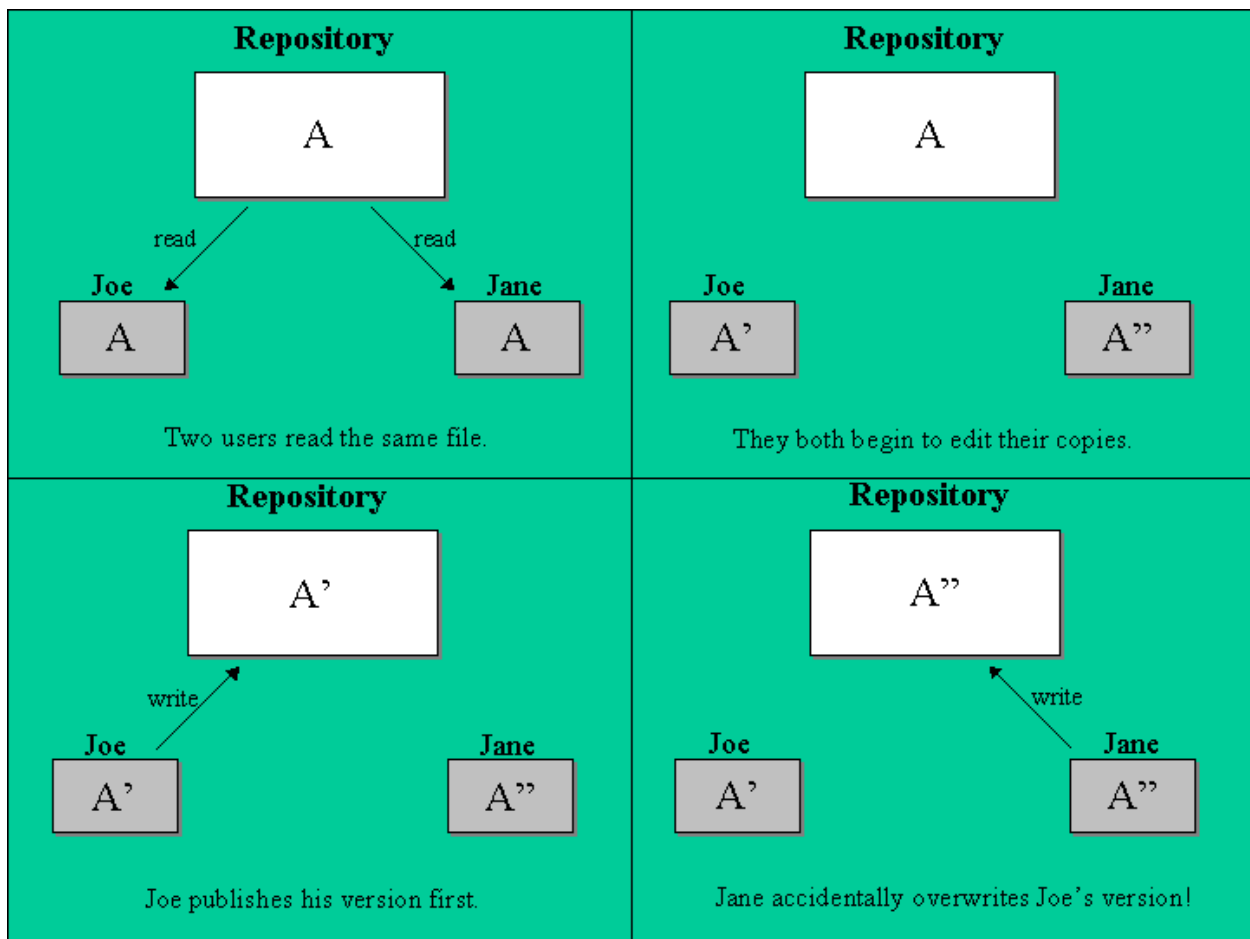 Repository
A
read
read
Joe
Jane
A
A
Two users read the same file.
Repository
A
Joe
Jane
A’
A”
They both begin to edit their copies.
Repository
A’
write
Joe
Jane
A’
A”
Joe publishes his version first.
Repository
A”
write
Joe
Jane
A’
A”
Jane accidentally overwrites Joe’s version!